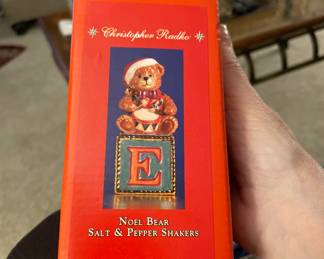 Christopher Radko
E
NOEL BEAR
SALT & PEPPER SHAKERS